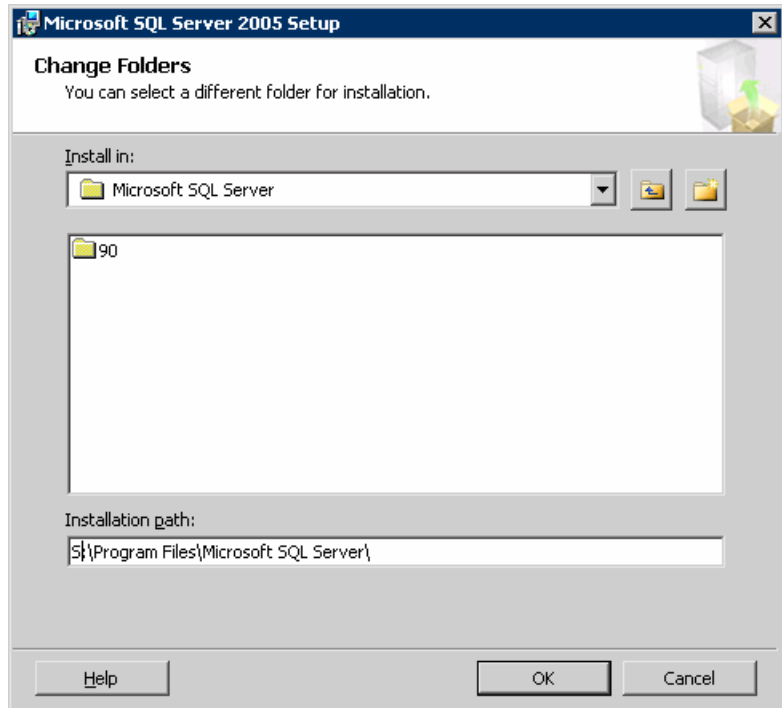 Microsoft SQL Server 2005 Setup
Change Folders
You can select a different folder for installation.
Install in:
Microsoft SQL Server
90
Installation path:
S:\Program Files\Microsoft SQL Server\
Help
OK
Cancel